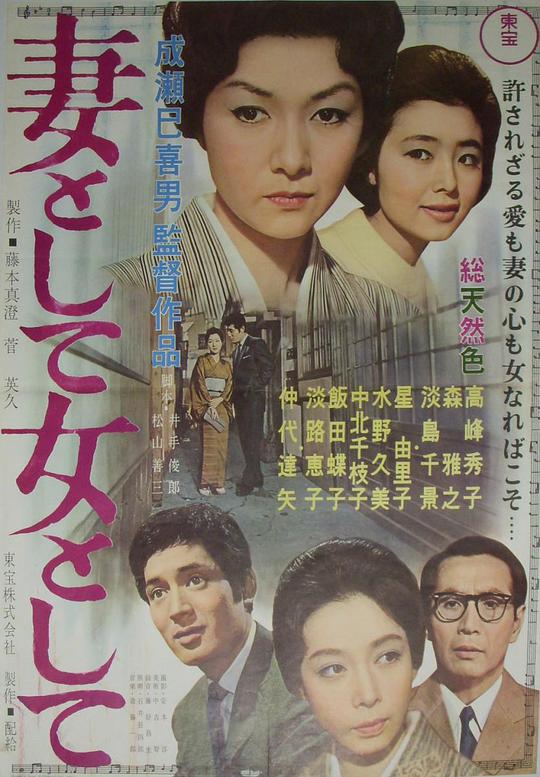 東宝
許されざる愛も妻の心も女なればこそ……
総天然色
高峰秀子
森雅之
淡島千景
星由里子
水野久美
中北千枝子
飯田蝶子
淡路恵子
仲代達矢
成瀬巳喜男監督作品
脚本・井手俊郎
松山善三
妻として女として
製作■藤本真澄 菅英久
東宝株式会社 製作■配給